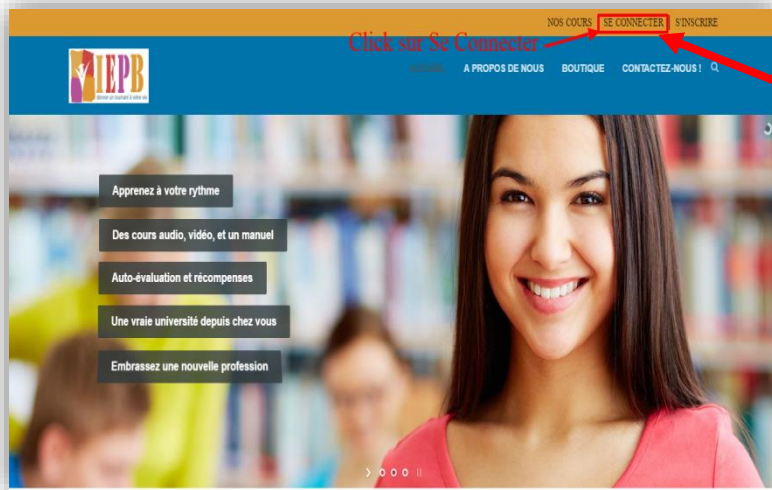 NOS COURS SE CONNECTER S'INSCRIRE
Click sur Se Connecter
IEPB
ACCUEIL A PROPOS DE NOUS BOUTIQUE CONTACTEZ-NOUS !
Apprenez à votre rythme
Des cours audio, vidéo, et un manuel
Auto-évaluation et récompenses
Une vraie université depuis chez vous
Embrassez une nouvelle profession